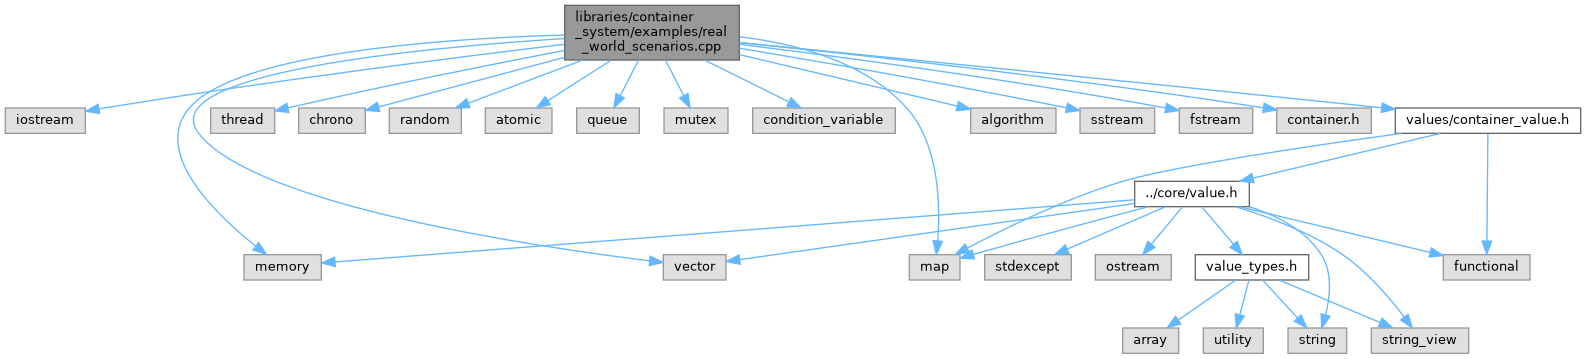 libraries/container
_system/examples/real
_world_scenarios.cpp
iostream
thread
chrono
random
atomic
queue
mutex
condition_variable
algorithm
sstream
fstream
container.h
values/container_value.h
../core/value.h
memory
vector
map
stdexcept
ostream
value_types.h
functional
array
utility
string
string_view